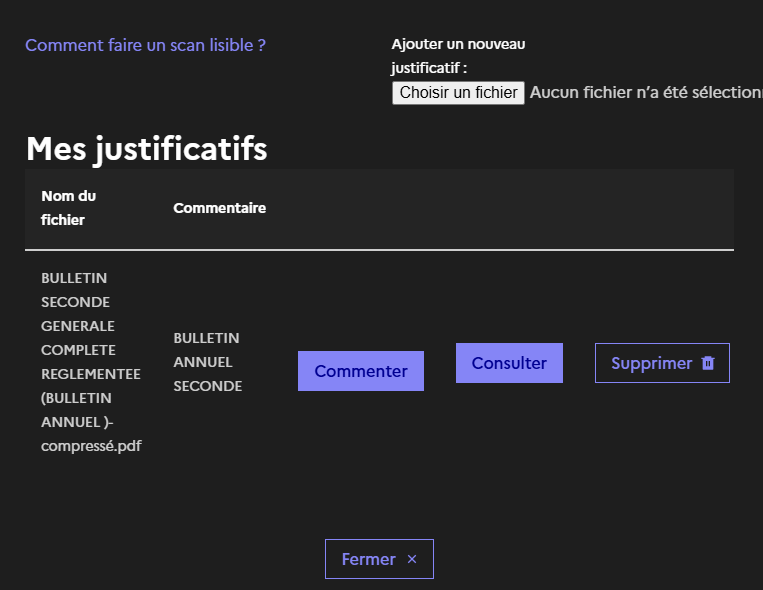 Comment faire un scan lisible ?
Ajouter un nouveau
justificatif :
Choisir un fichier Aucun fichier n’a été sélectionn
Mes justificatifs
Nom du
fichier
Commentaire
BULLETIN
SECONDE
GENERALE
COMPLETE
REGLEMENTEE
(BULLETIN
ANNUEL )-
compressé.pdf
BULLETIN
ANNUEL
SECONDE
Commenter
Consulter
Supprimer
Fermer